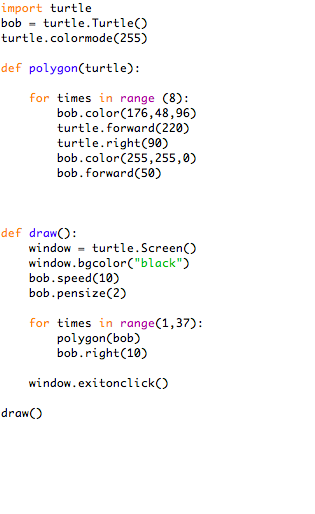 import turtle
bob = turtle.Turtle()
turtle.colormode(255)
def polygon(turtle):
for times in range (8):
bob.color(176,48,96)
turtle.forward(220)
turtle.right(90)
bob.color(255,255,0)
bob.forward(50)
def draw():
window = turtle.Screen()
window.bgcolor("black")
bob.speed(10)
bob.pensize(2)
for times in range(1,37):
polygon(bob)
bob.right(10)
window.exitonclick()
draw()